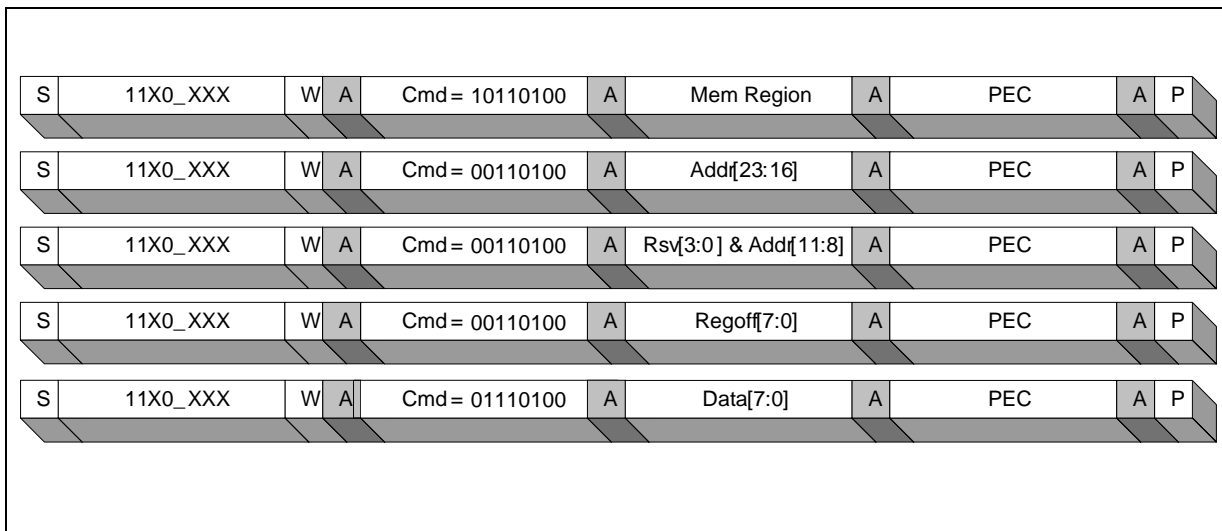 S 11X0_XXX W A Cmd = 10110100 A Mem Region A PEC A P
S 11X0_XXX W A Cmd = 00110100 A Addr[23:16] A PEC A P
S 11X0_XXX W A Cmd = 00110100 A Rsv[3:0] & Addr[11:8] A PEC A P
S 11X0_XXX W A Cmd = 00110100 A Regoff[7:0] A PEC A P
S 11X0_XXX W A Cmd = 01110100 A Data[7:0] A PEC A P